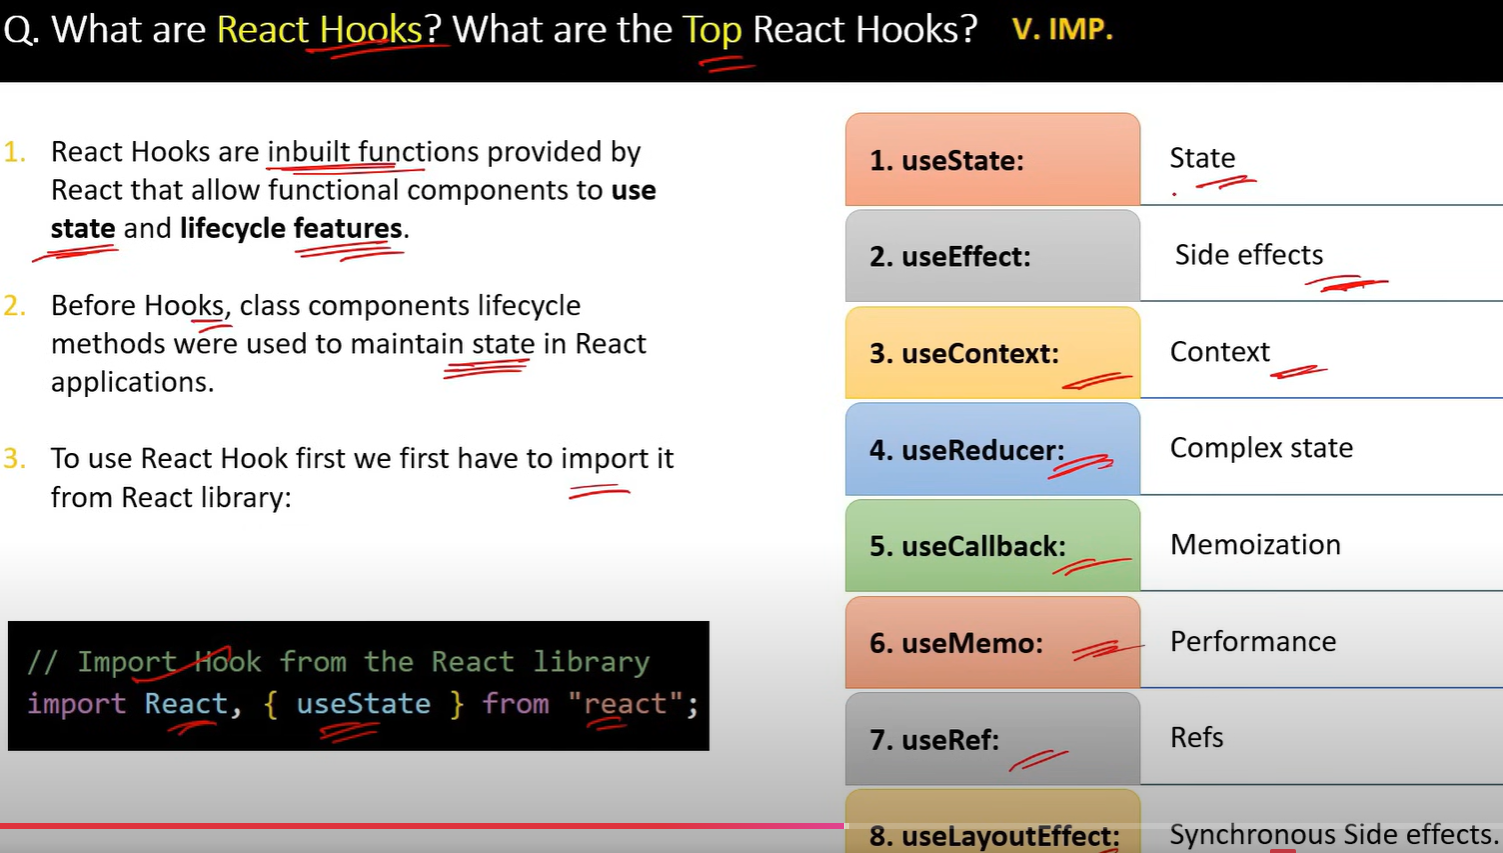 Q. What are React Hooks? What are the Top React Hooks? V. IMP.
1. React Hooks are inbuilt functions provided by
React that allow functional components to use
state and lifecycle features.
2. Before Hooks, class components lifecycle
methods were used to maintain state in React
applications.
3. To use React Hook first we first have to import it
from React library:
// Import Hook from the React library
import React, { useState } from "react";
1. useState: State
2. useEffect: Side effects
3. useContext: Context
4. useReducer: Complex state
5. useCallback: Memoization
6. useMemo: Performance
7. useRef: Refs
8. useLayoutEffect: Synchronous Side effects.